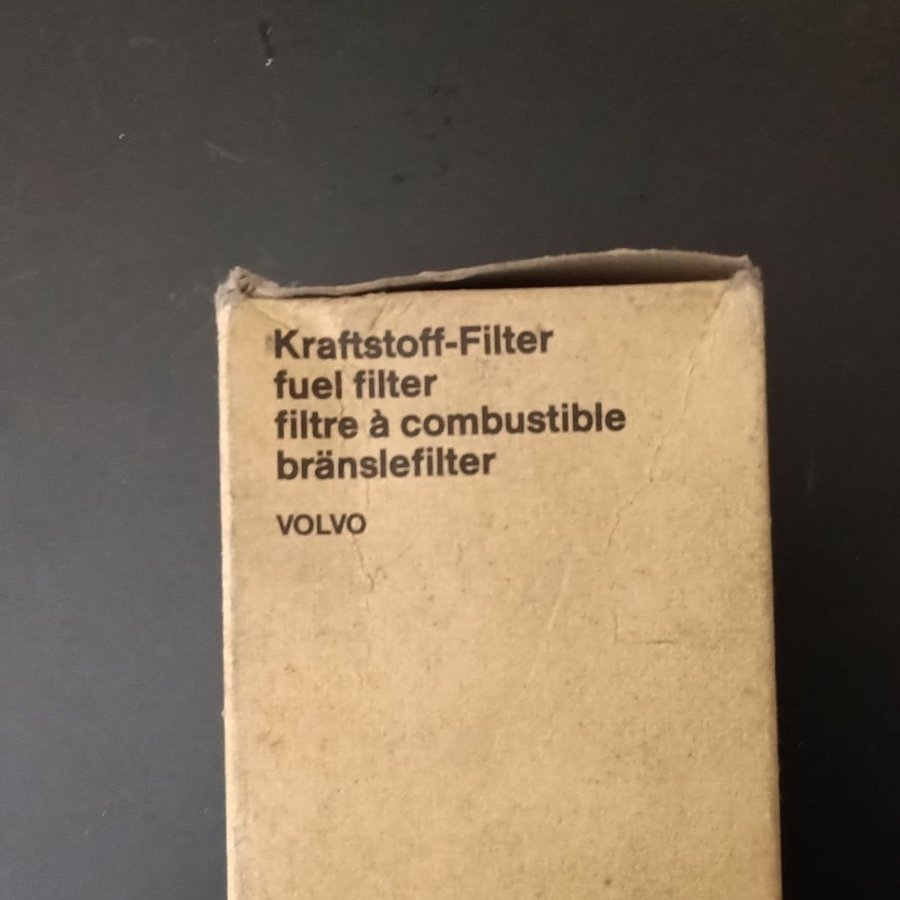 Kraftstoff-Filter
fuel filter
filtre à combustible
bränslefilter
VOLVO